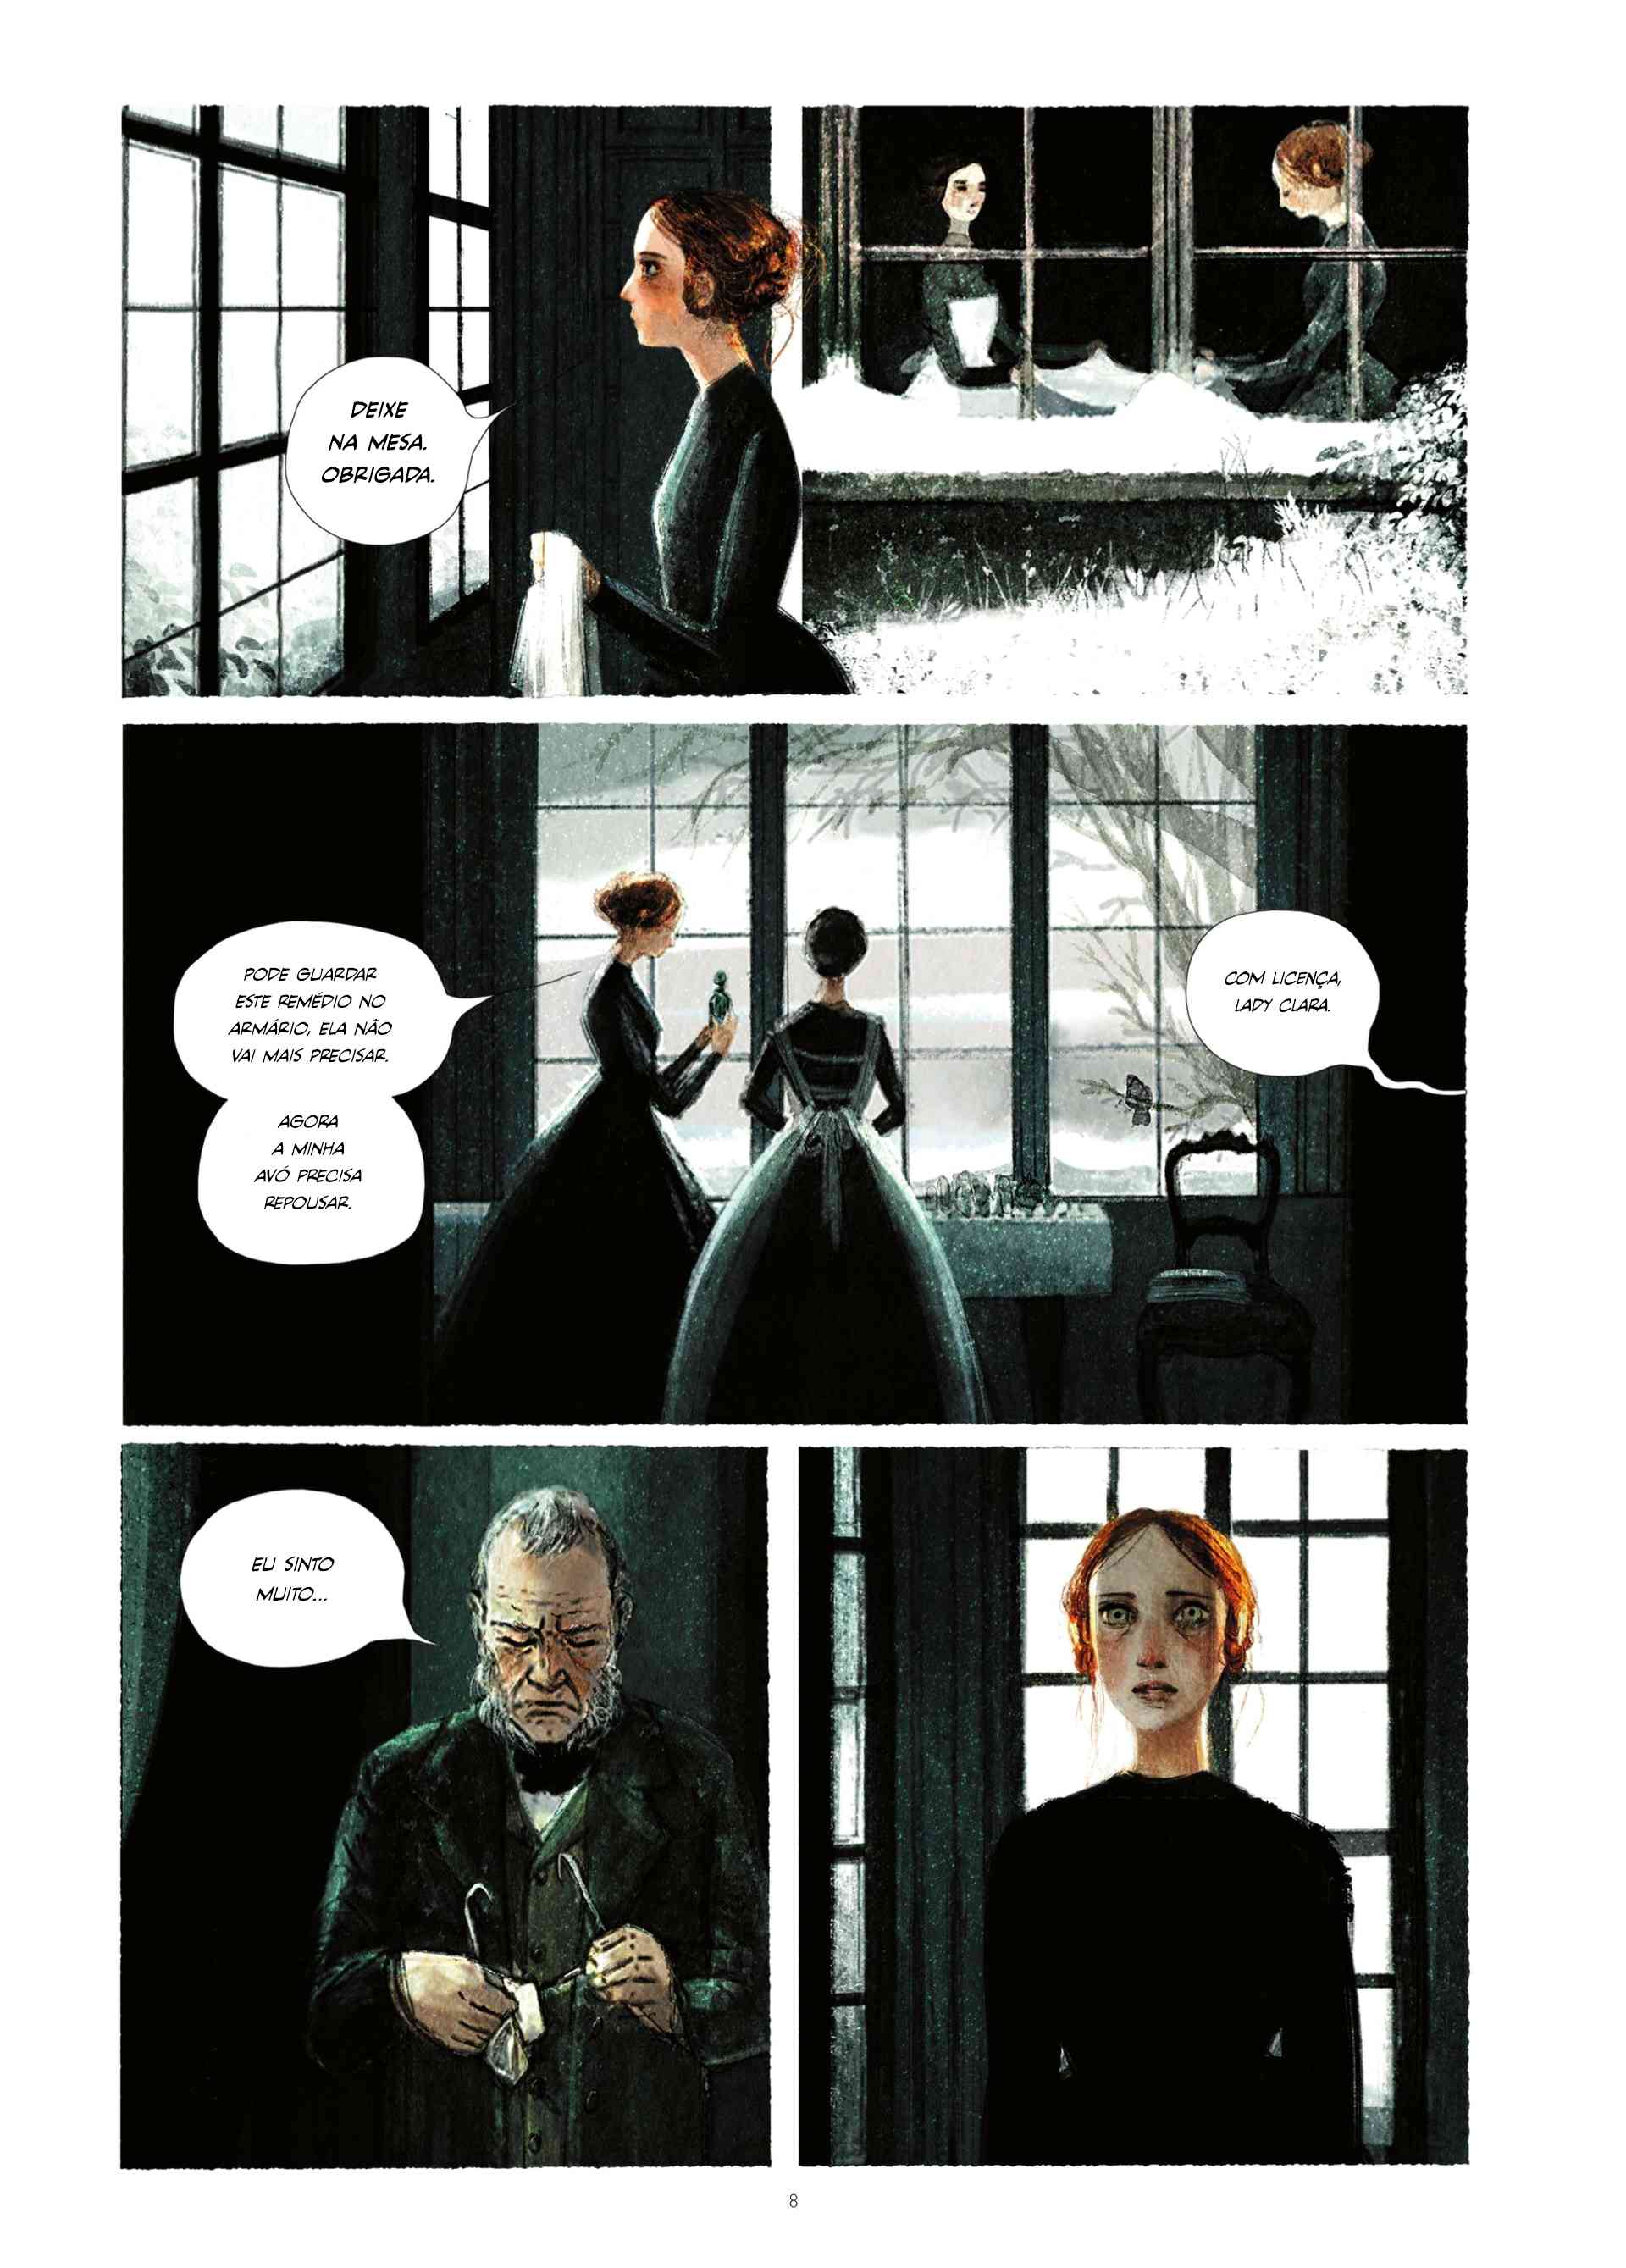 DEIXE
NA MESA.
OBRIGADA.
PODE GUARDAR
ESTE REMÉDIO NO
ARMÁRIO, ELA NÃO
VAI MAIS PRECISAR.
AGORA
A MINHA
AVÓ PRECISA
REPOUSAR.
COM LICENÇA,
LADY CLARA.
EU SINTO
MUITO...
8